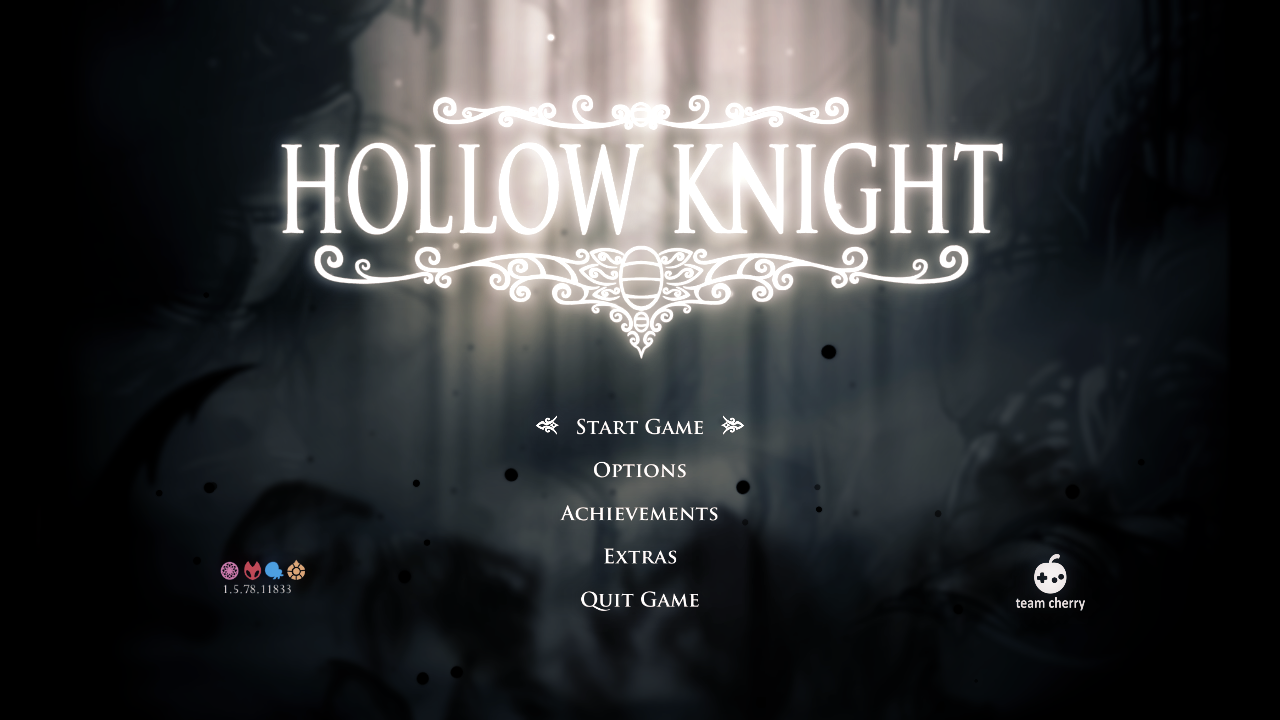 HOLLOW KNIGHT
START GAME
OPTIONS
ACHIEVEMENTS
EXTRAS
QUIT GAME
1.5.78.11833
team cherry